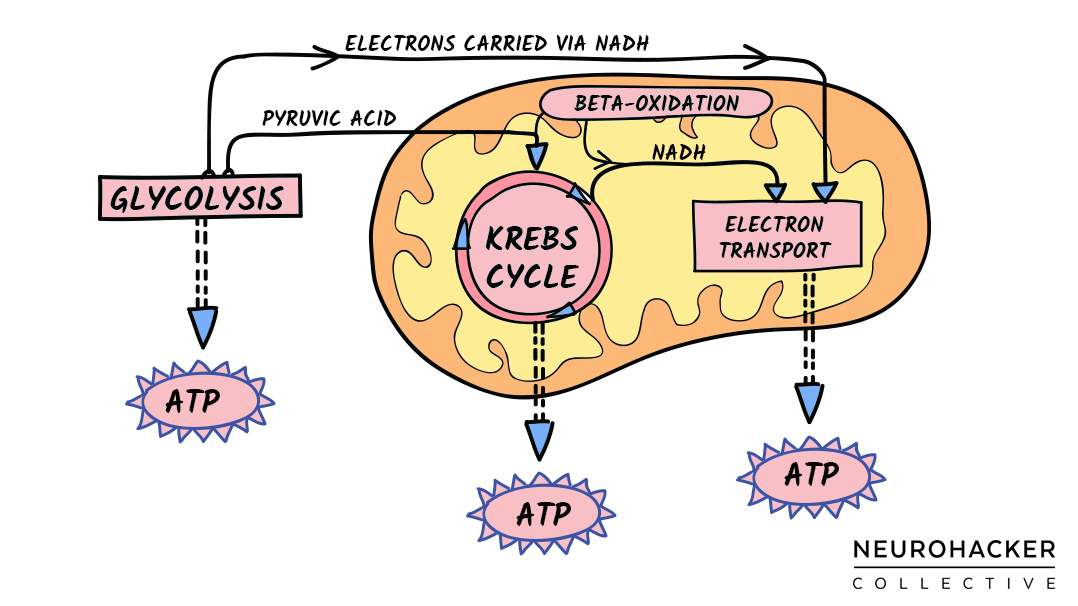 ELECTRONS CARRIED VIA NADH
BETA-OXIDATION
PYRUVIC ACID
NADH
GLYCOLYSIS
ELECTRON
TRANSPORT
KREBS
CYCLE
ATP
ATP
ATP
NEUROHACKER
COLLECTIVE